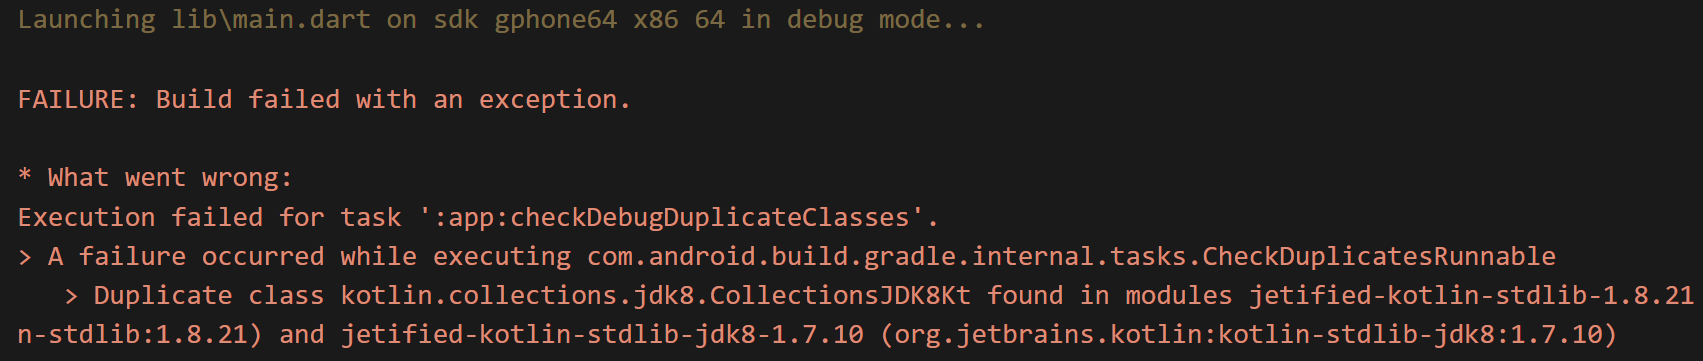 Launching lib\main.dart on sdk gphone64 x86 64 in debug mode...
FAILURE: Build failed with an exception.
* What went wrong:
Execution failed for task ':app:checkDebugDuplicateClasses'.
> A failure occurred while executing com.android.build.gradle.internal.tasks.CheckDuplicatesRunnable
> Duplicate class kotlin.collections.jdk8.CollectionsJDK8Kt found in modules jetified-kotlin-stdlib-1.8.21
n-stdlib:1.8.21) and jetified-kotlin-stdlib-jdk8-1.7.10 (org.jetbrains.kotlin:kotlin-stdlib-jdk8:1.7.10)